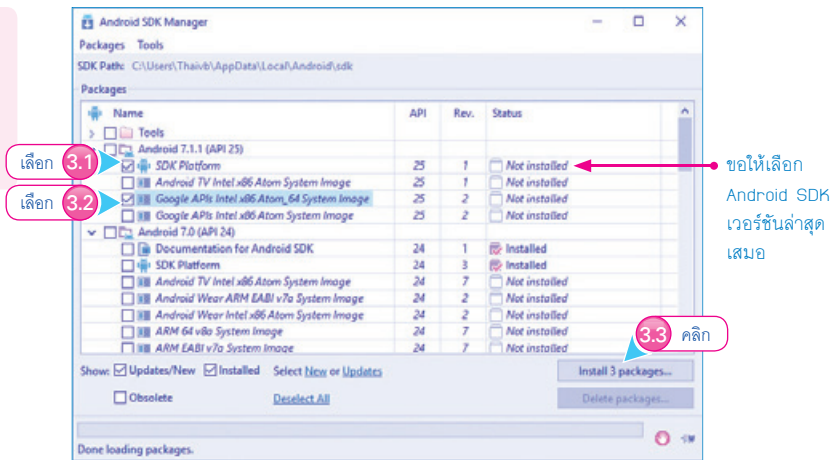 Android SDK Manager
Packages Tools
SDK Path: C:\Users\Thaivb\AppData\Local\Android\sdk
Packages
Name API Rev. Status
Tools
Android 7.1.1 (API 25)
เลือก 3.1 SDK Platform 25 1 Not installed
Android TV Intel x86 Atom System Image 25 1 Not installed
เลือก 3.2 Google APIs Intel x86 Atom_64 System Image 25 2 Not installed
Google APIs Intel x86 Atom System Image 25 2 Not installed
Android 7.0 (API 24)
Documentation for Android SDK 24 1 Installed
SDK Platform 24 3 Installed
Android TV Intel x86 Atom System Image 24 7 Not installed
Android Wear ARM EABI v7a System Image 24 2 Not installed
Android Wear Intel x86 Atom System Image 24 2 Not installed
ARM 64 v8a System Image 24 7 Not installed
ARM EABI v7a System Image 24 7 Not installed
ขอให้เลือก
Android SDK
เวอร์ชันล่าสุด
เสมอ
3.3 คลิก
Show: Updates/New Installed Select New or Updates Install 3 packages...
Obsolete Deselect All Delete packages...
Done loading packages.